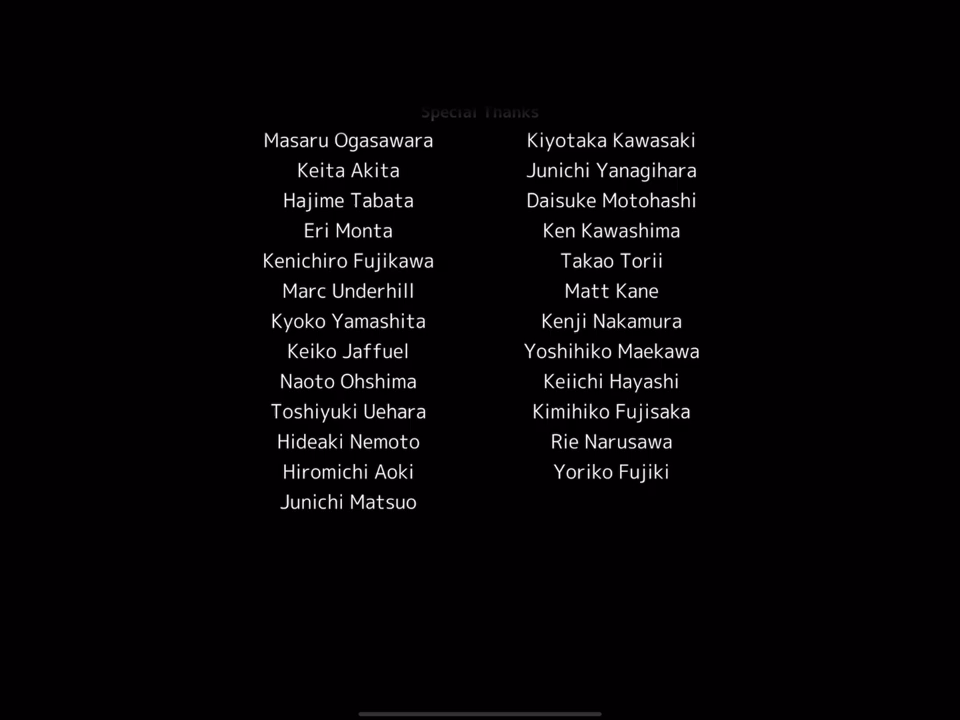 Special Thanks
Masaru Ogasawara Kiyotaka Kawasaki
Keita Akita Junichi Yanagihara
Hajime Tabata Daisuke Motohashi
Eri Monta Ken Kawashima
Kenichiro Fujikawa Takao Torii
Marc Underhill Matt Kane
Kyoko Yamashita Kenji Nakamura
Keiko Jaffuel Yoshihiko Maekawa
Naoto Ohshima Keiichi Hayashi
Toshiyuki Uehara Kimihiko Fujisaka
Hideaki Nemoto Rie Narusawa
Hiromichi Aoki Yoriko Fujiki
Junichi Matsuo